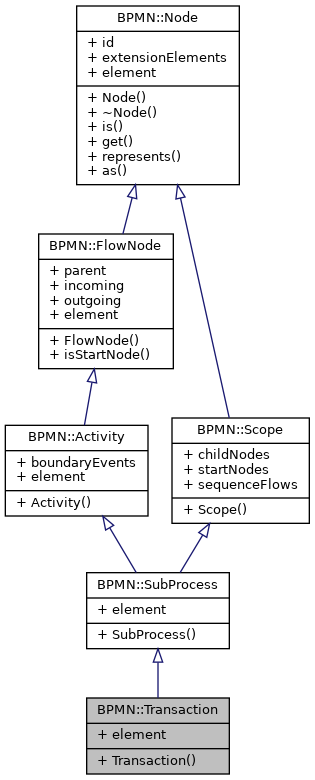 BPMN::Node
+ id
+ extensionElements
+ element
+ Node()
+ ~Node()
+ is()
+ get()
+ represents()
+ as()
BPMN::FlowNode
+ parent
+ incoming
+ outgoing
+ element
+ FlowNode()
+ isStartNode()
BPMN::Activity
+ boundaryEvents
+ element
+ Activity()
BPMN::Scope
+ childNodes
+ startNodes
+ sequenceFlows
+ Scope()
BPMN::SubProcess
+ element
+ SubProcess()
BPMN::Transaction
+ element
+ Transaction()